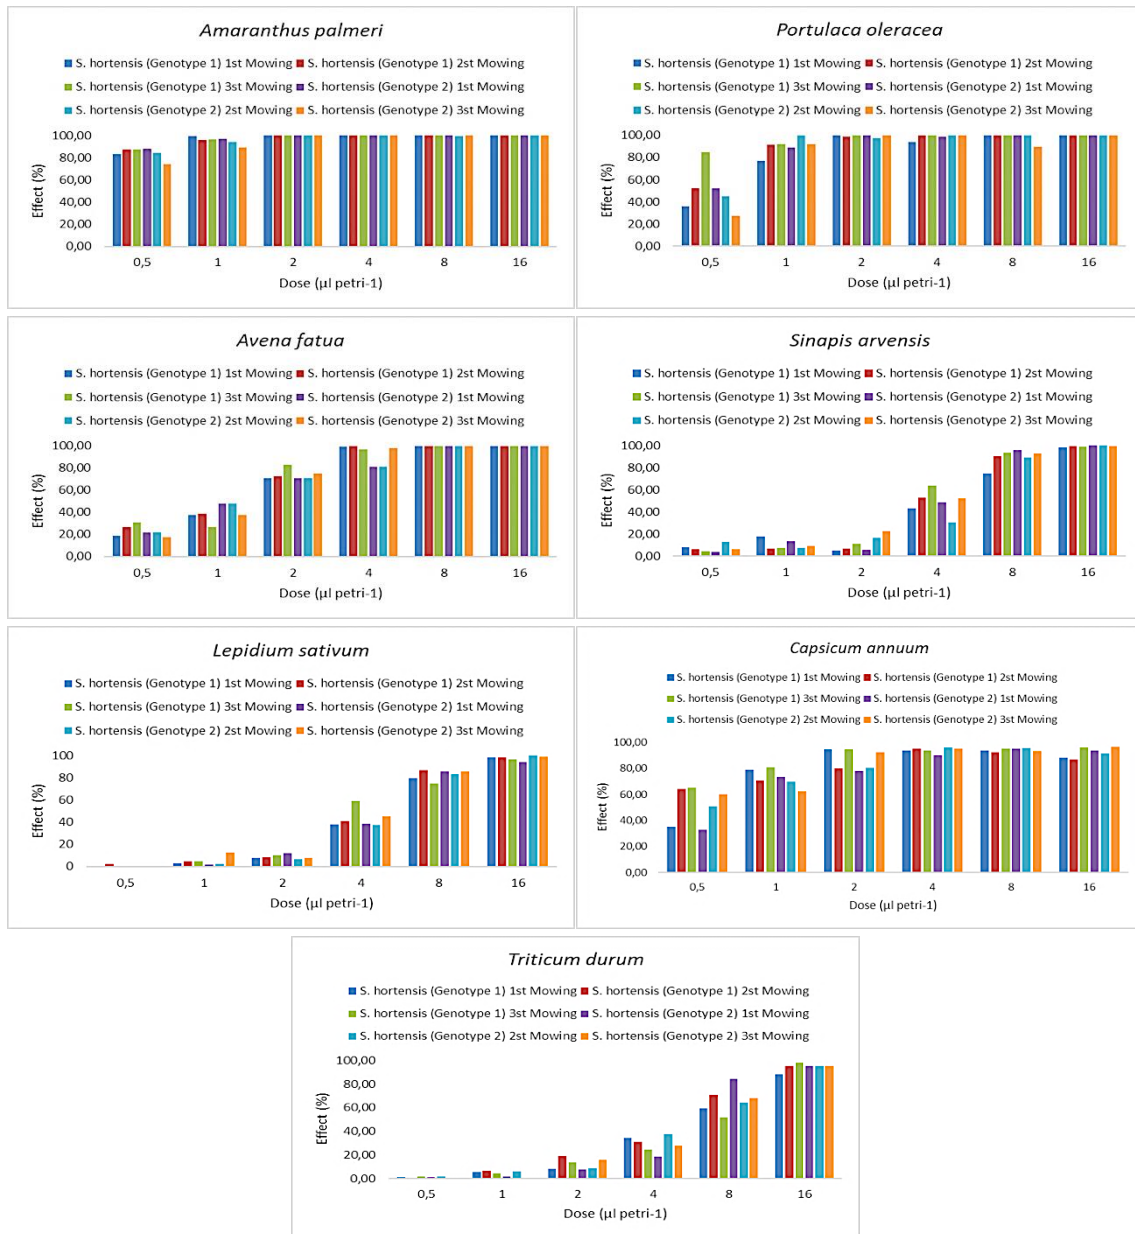 Amaranthus palmeri
S. hortensis (Genotype 1) 1st Mowing S. hortensis (Genotype 1) 2st Mowing
S. hortensis (Genotype 1) 3st Mowing S. hortensis (Genotype 2) 1st Mowing
S. hortensis (Genotype 2) 2st Mowing S. hortensis (Genotype 2) 3st Mowing
Effect (%)
100,00
80,00
60,00
40,00
20,00
0,00
0,5 1 2 4 8 16
Dose (µl petri-1)
Portulaca oleracea
S. hortensis (Genotype 1) 1st Mowing S. hortensis (Genotype 1) 2st Mowing
S. hortensis (Genotype 1) 3st Mowing S. hortensis (Genotype 2) 1st Mowing
S. hortensis (Genotype 2) 2st Mowing S. hortensis (Genotype 2) 3st Mowing
Effect (%)
100,00
80,00
60,00
40,00
20,00
0,00
0,5 1 2 4 8 16
Dose (µl petri-1)
Avena fatua
S. hortensis (Genotype 1) 1st Mowing S. hortensis (Genotype 1) 2st Mowing
S. hortensis (Genotype 1) 3st Mowing S. hortensis (Genotype 2) 1st Mowing
S. hortensis (Genotype 2) 2st Mowing S. hortensis (Genotype 2) 3st Mowing
Effect (%)
100,00
80,00
60,00
40,00
20,00
0,00
0,5 1 2 4 8 16
Dose (µl petri-1)
Sinapis arvensis
S. hortensis (Genotype 1) 1st Mowing S. hortensis (Genotype 1) 2st Mowing
S. hortensis (Genotype 1) 3st Mowing S. hortensis (Genotype 2) 1st Mowing
S. hortensis (Genotype 2) 2st Mowing S. hortensis (Genotype 2) 3st Mowing
Effect (%)
100,00
80,00
60,00
40,00
20,00
0,00
0,5 1 2 4 8 16
Dose (µl petri-1)
Lepidium sativum
S. hortensis (Genotype 1) 1st Mowing S. hortensis (Genotype 1) 2st Mowing
S. hortensis (Genotype 1) 3st Mowing S. hortensis (Genotype 2) 1st Mowing
S. hortensis (Genotype 2) 2st Mowing S. hortensis (Genotype 2) 3st Mowing
Effect (%)
100
80
60
40
20
0
0,5 1 2 4 8 16
Dose (µl petri-1)
Capsicum annuum
S. hortensis (Genotype 1) 1st Mowing S. hortensis (Genotype 1) 2st Mowing
S. hortensis (Genotype 1) 3st Mowing S. hortensis (Genotype 2) 1st Mowing
S. hortensis (Genotype 2) 2st Mowing S. hortensis (Genotype 2) 3st Mowing
Effect (%)
100,00
80,00
60,00
40,00
20,00
0,00
0,5 1 2 4 8 16
Dose (µl petri-1)
Triticum durum
S. hortensis (Genotype 1) 1st Mowing S. hortensis (Genotype 1) 2st Mowing
S. hortensis (Genotype 1) 3st Mowing S. hortensis (Genotype 2) 1st Mowing
S. hortensis (Genotype 2) 2st Mowing S. hortensis (Genotype 2) 3st Mowing
Effect (%)
100,00
80,00
60,00
40,00
20,00
0,00
0,5 1 2 4 8 16
Dose (µl petri-1)